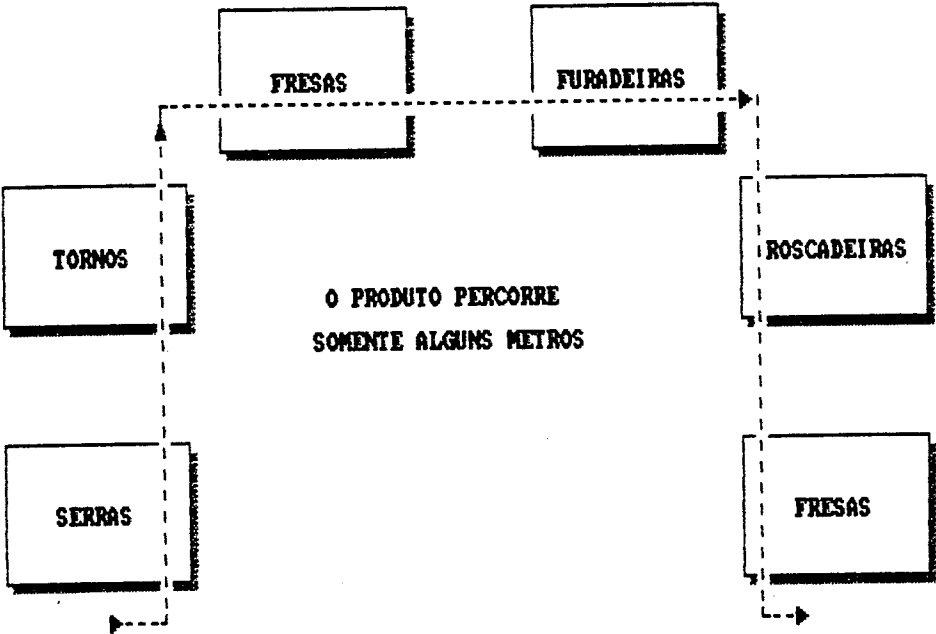 FRESAS
FURADEIRAS
TORNOS
ROSCADEIRAS
O PRODUTO PERCORRE
SOMENTE ALGUNS METROS
SERRAS
FRESAS